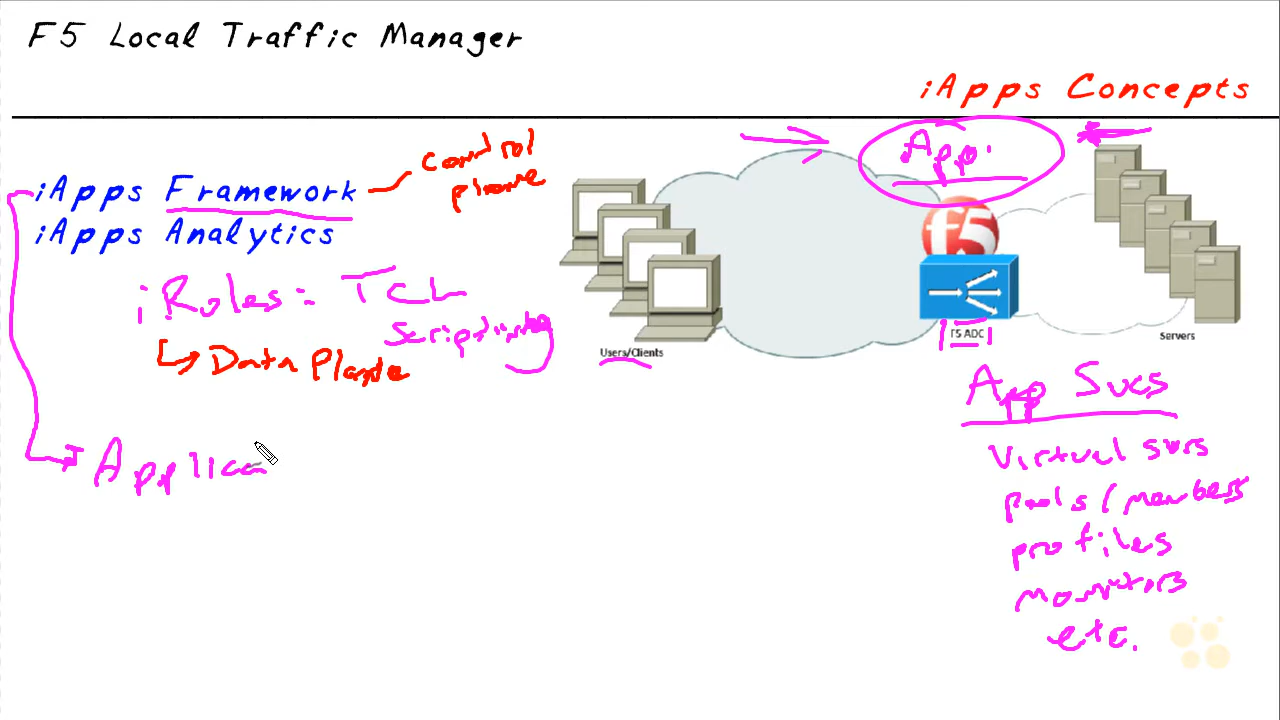 F5 Local Traffic Manager
iApps Concepts
App.
iApps Framework
control
plane
iApps Analytics
iRules: TCL
Scripting
Data Plane
f5
F5 ADC
Users/Clients
Servers
App Svcs
Virtual svrs
pools/members
profiles
monitors
etc.
Applica